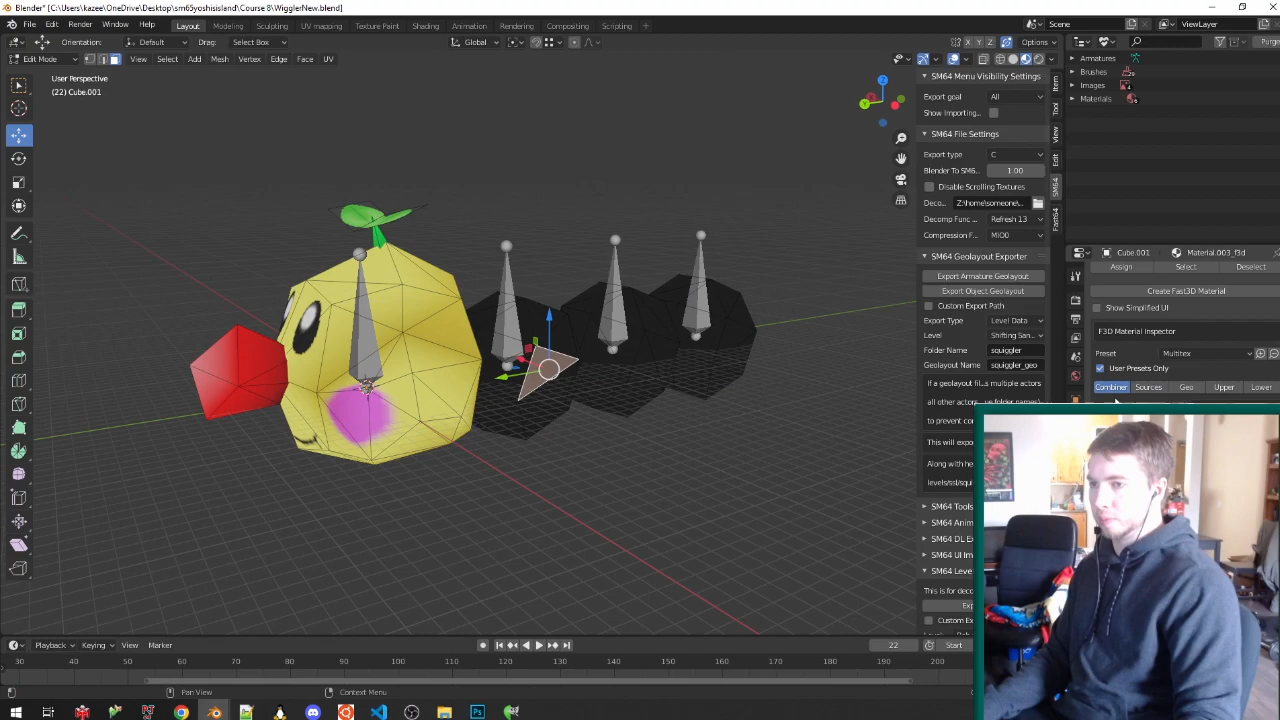 Blender* [C:\Users\kazee\OneDrive\Desktop\sm65yoshisisland\Course 8\WigglerNew.blend]
File Edit Render Window Help Layout Modeling Sculpting UV mapping Texture Paint Shading Animation Rendering Compositing Scripting + Scene ViewLayer
Orientation: Default Drag: Select Box Global X Y Z Options
Edit Mode View Select Add Mesh Vertex Edge Face UV Purge
User Perspective
(22) Cube.001
SM64 Menu Visibility Settings
Export goal All
Show Importing...
SM64 File Settings
Export type C
Blender To SM6... 1.00
Disable Scrolling Textures
Deco... Z:\home\someone\...
Decomp Func ... Refresh 13
Compression F... MIO0
SM64 Geolayout Exporter
Export Armature Geolayout
Export Object Geolayout
Custom Export Path
Export Type Level Data
Level Shifting San...
Folder Name squiggler
Geolayout Name squiggler_geo
If a geolayout fil...s multiple actors
all other actors...
to prevent con...
This will expo...
Along with he...
levels/ssl/squi...
SM64 Tools
SM64 Anim
SM64 DL E
SM64 UI Im
SM64 Leve
This is for deco
Exp
Custom Ex
Item
Tool
View
Edit
SM64
Fast64
Armatures
Brushes
Images
Materials
Cube.001 Material.003_f3d
Assign Select Deselect
Create Fast3D Material
Show Simplified UI
F3D Material Inspector
Preset Multitex
User Presets Only
Combiner Sources Geo Upper Lower
Playback Keying View Marker 22 Start
30 40 50 60 70 80 90 100 110 120 130 140 150 160 170 180 190 200
Pan View Context Menu